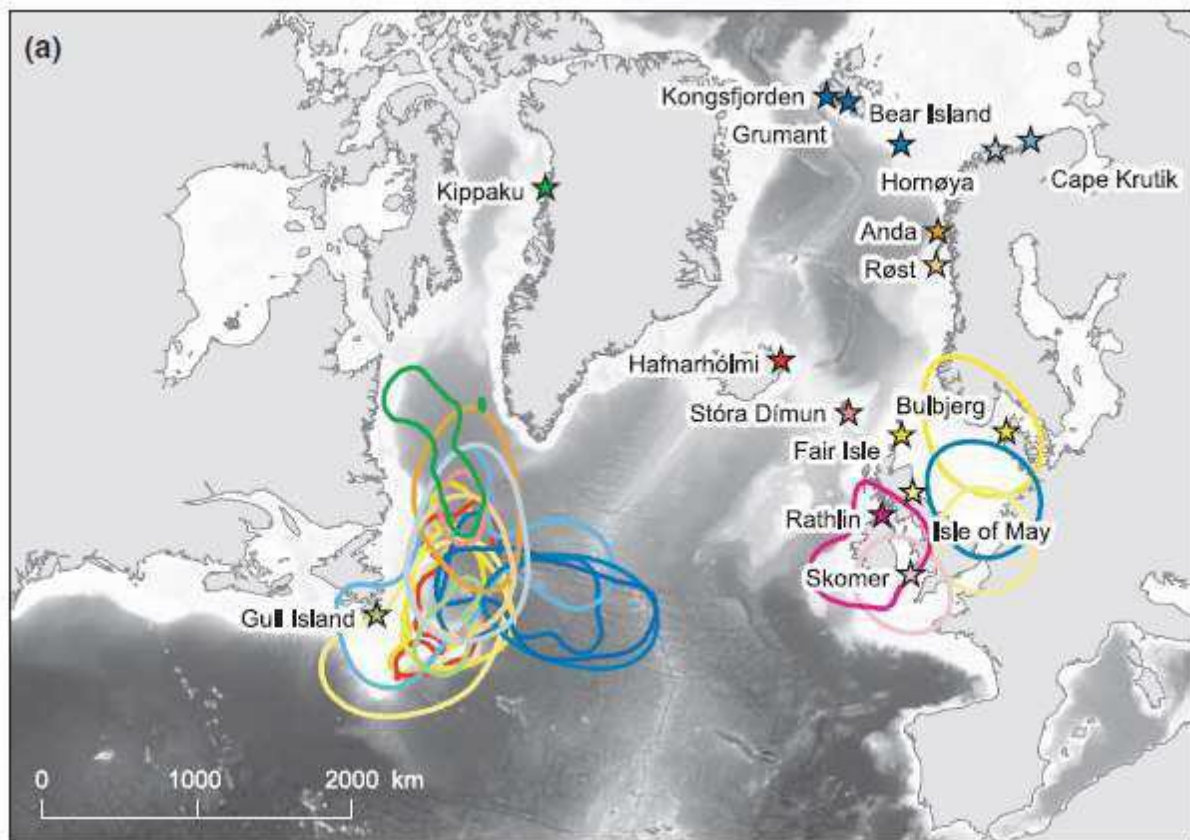 (a)
Kongsfjorden
Bear Island
Grumant
Kippaku
Hornøya
Cape Krutik
Anda
Røst
Hafnarhólmi
Stóra Dímun
Bulbjerg
Fair Isle
Rathlin
Isle of May
Skomer
Gull Island
0 1000 2000 km